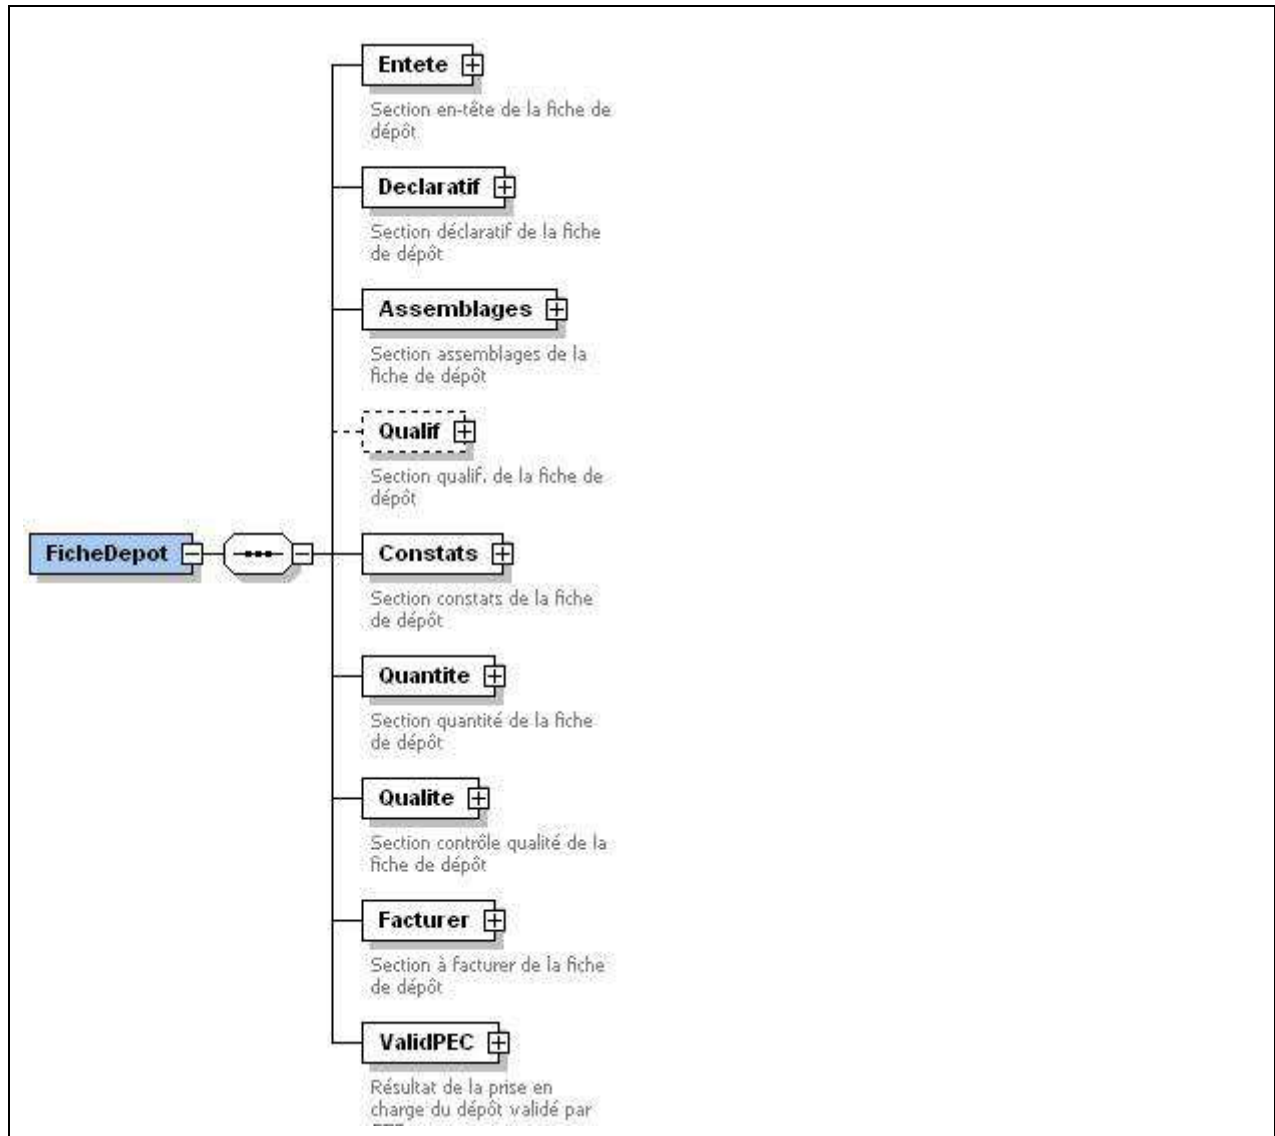 Entete
Section en-tête de la fiche de
dépôt
Declaratif
Section déclaratif de la fiche
de dépôt
Assemblages
Section assemblages de la
fiche de dépôt
Qualif
Section qualif. de la fiche de
dépôt
FicheDepot
Constats
Section constats de la fiche
de dépôt
Quantite
Section quantité de la fiche
de dépôt
Qualite
Section contrôle qualité de la
fiche de dépôt
Facturer
Section à facturer de la fiche
de dépôt
ValidPEC
Résultat de la prise en
charge du dépôt validé par